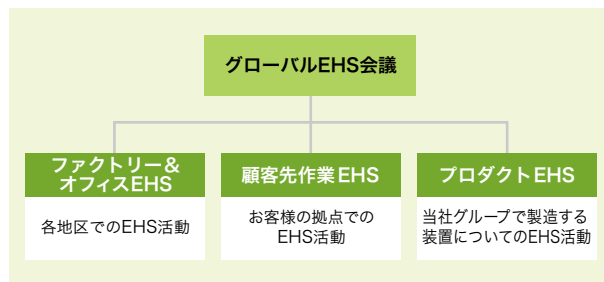 グローバルEHS会議
ファクトリー&
オフィスEHS
各地区でのEHS活動
顧客先作業EHS
お客様の拠点での
EHS活動
プロダクトEHS
当社グループで製造する
装置についてのEHS活動